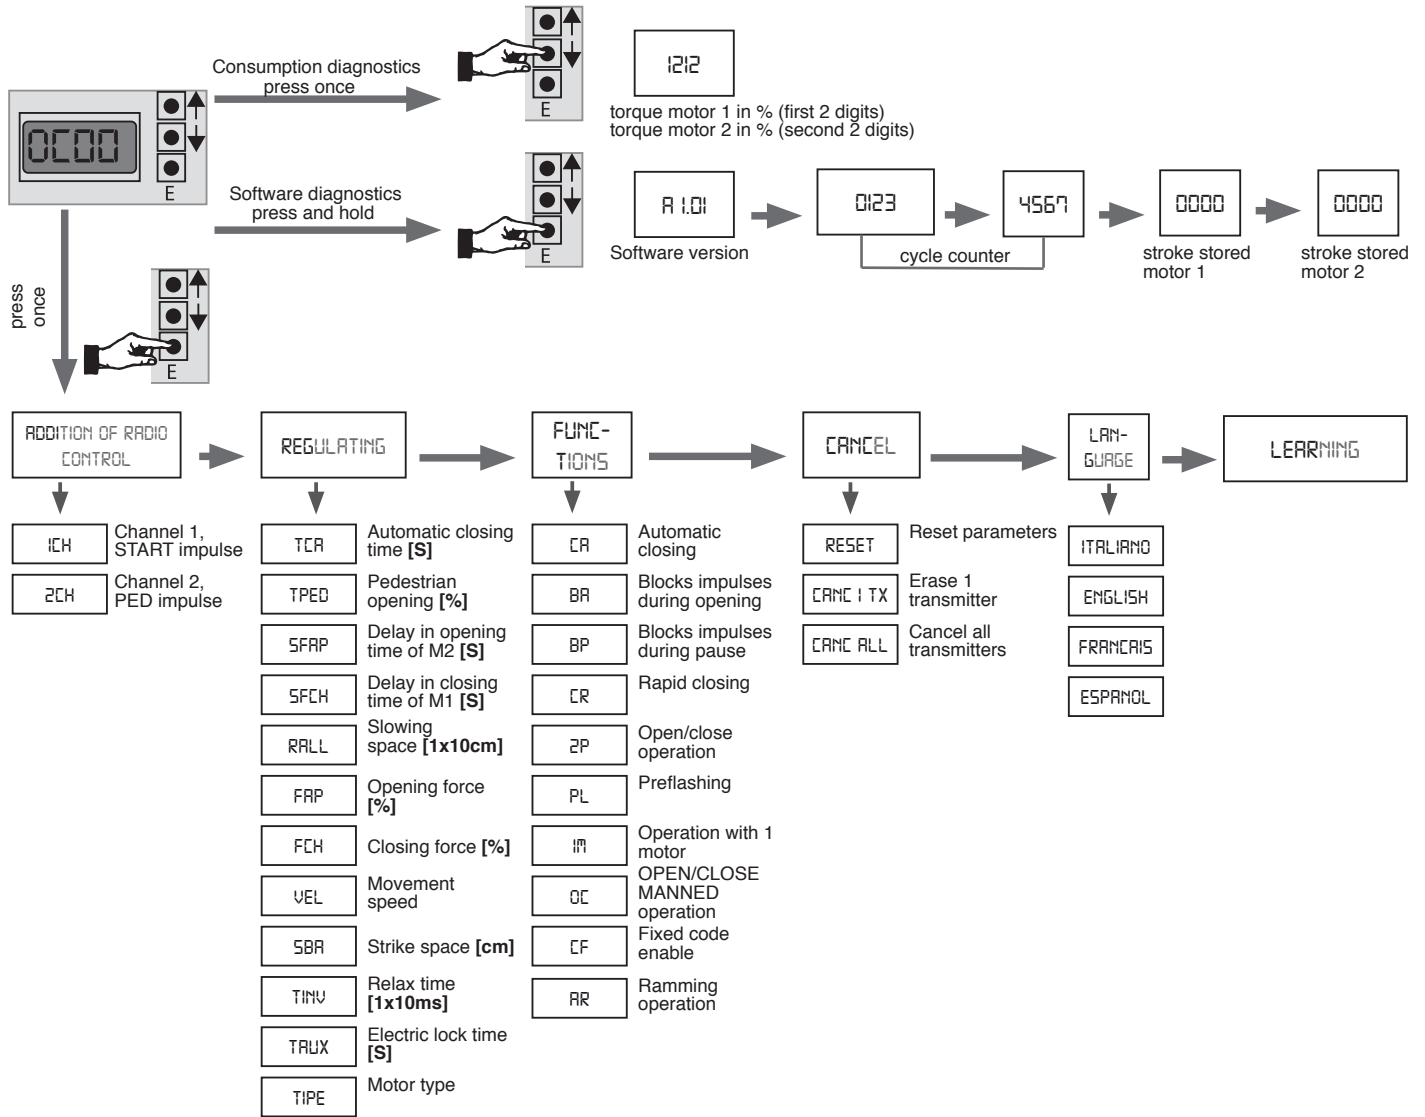 Consumption diagnostics
press once
E
1212
torque motor 1 in % (first 2 digits)
torque motor 2 in % (second 2 digits)
OC00
E
Software diagnostics
press and hold
E
A 1.01
Software version
0123
4567
cycle counter
0000
stroke stored
motor 1
0000
stroke stored
motor 2
press
once
E
ADDITION OF RADIO
CONTROL
REGULATING
FUNC-
TIONS
CANCEL
LAN-
GUAGE
LEARNING
1CH
Channel 1,
START impulse
2CH
Channel 2,
PED impulse
TCA
Automatic closing
time [S]
TPED
Pedestrian
opening [%]
SFAP
Delay in opening
time of M2 [S]
SFCH
Delay in closing
time of M1 [S]
RALL
Slowing
space [1x10cm]
FAP
Opening force
[%]
FCH
Closing force [%]
VEL
Movement
speed
SBA
Strike space [cm]
TINV
Relax time
[1x10ms]
TAUX
Electric lock time
[S]
TIPE
Motor type
CA
Automatic
closing
BA
Blocks impulses
during opening
BP
Blocks impulses
during pause
CR
Rapid closing
2P
Open/close
operation
PL
Preflashing
1M
Operation with 1
motor
OC
OPEN/CLOSE
MANNED
operation
CF
Fixed code
enable
AR
Ramming
operation
RESET
Reset parameters
CANC 1 TX
Erase 1
transmitter
CANC ALL
Cancel all
transmitters
ITALIANO
ENGLISH
FRANCAIS
ESPANOL